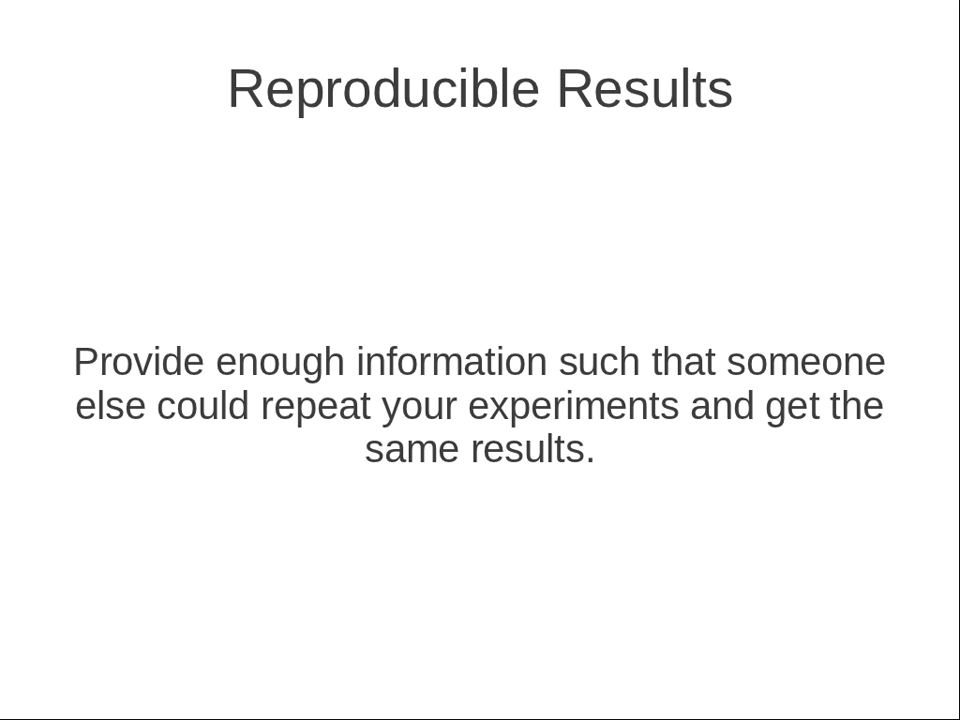 Reproducible Results
Provide enough information such that someone
else could repeat your experiments and get the
same results.